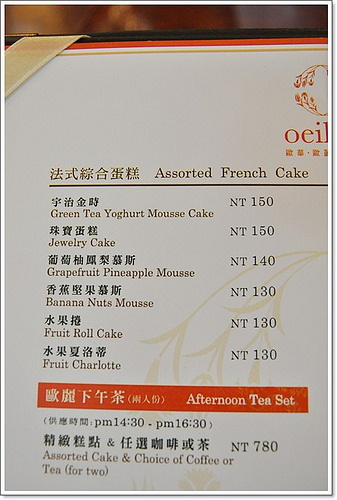 oeil
法式綜合蛋糕 Assorted French Cake
宇治金時 NT 150
Green Tea Yoghurt Mousse Cake
珠寶蛋糕 NT 150
Jewelry Cake
葡萄柚鳳梨慕斯 NT 140
Grapefruit Pineapple Mousse
香蕉堅果慕斯 NT 130
Banana Nuts Mousse
水果捲 NT 130
Fruit Roll Cake
水果夏洛蒂 NT 130
Fruit Charlotte
歐麗下午茶(兩人份) Afternoon Tea Set
(供應時間: pm14:30 - pm16:30)
精緻糕點 & 任選咖啡或茶 NT 780
Assorted Cake & Choice of Coffee or
Tea (for two)